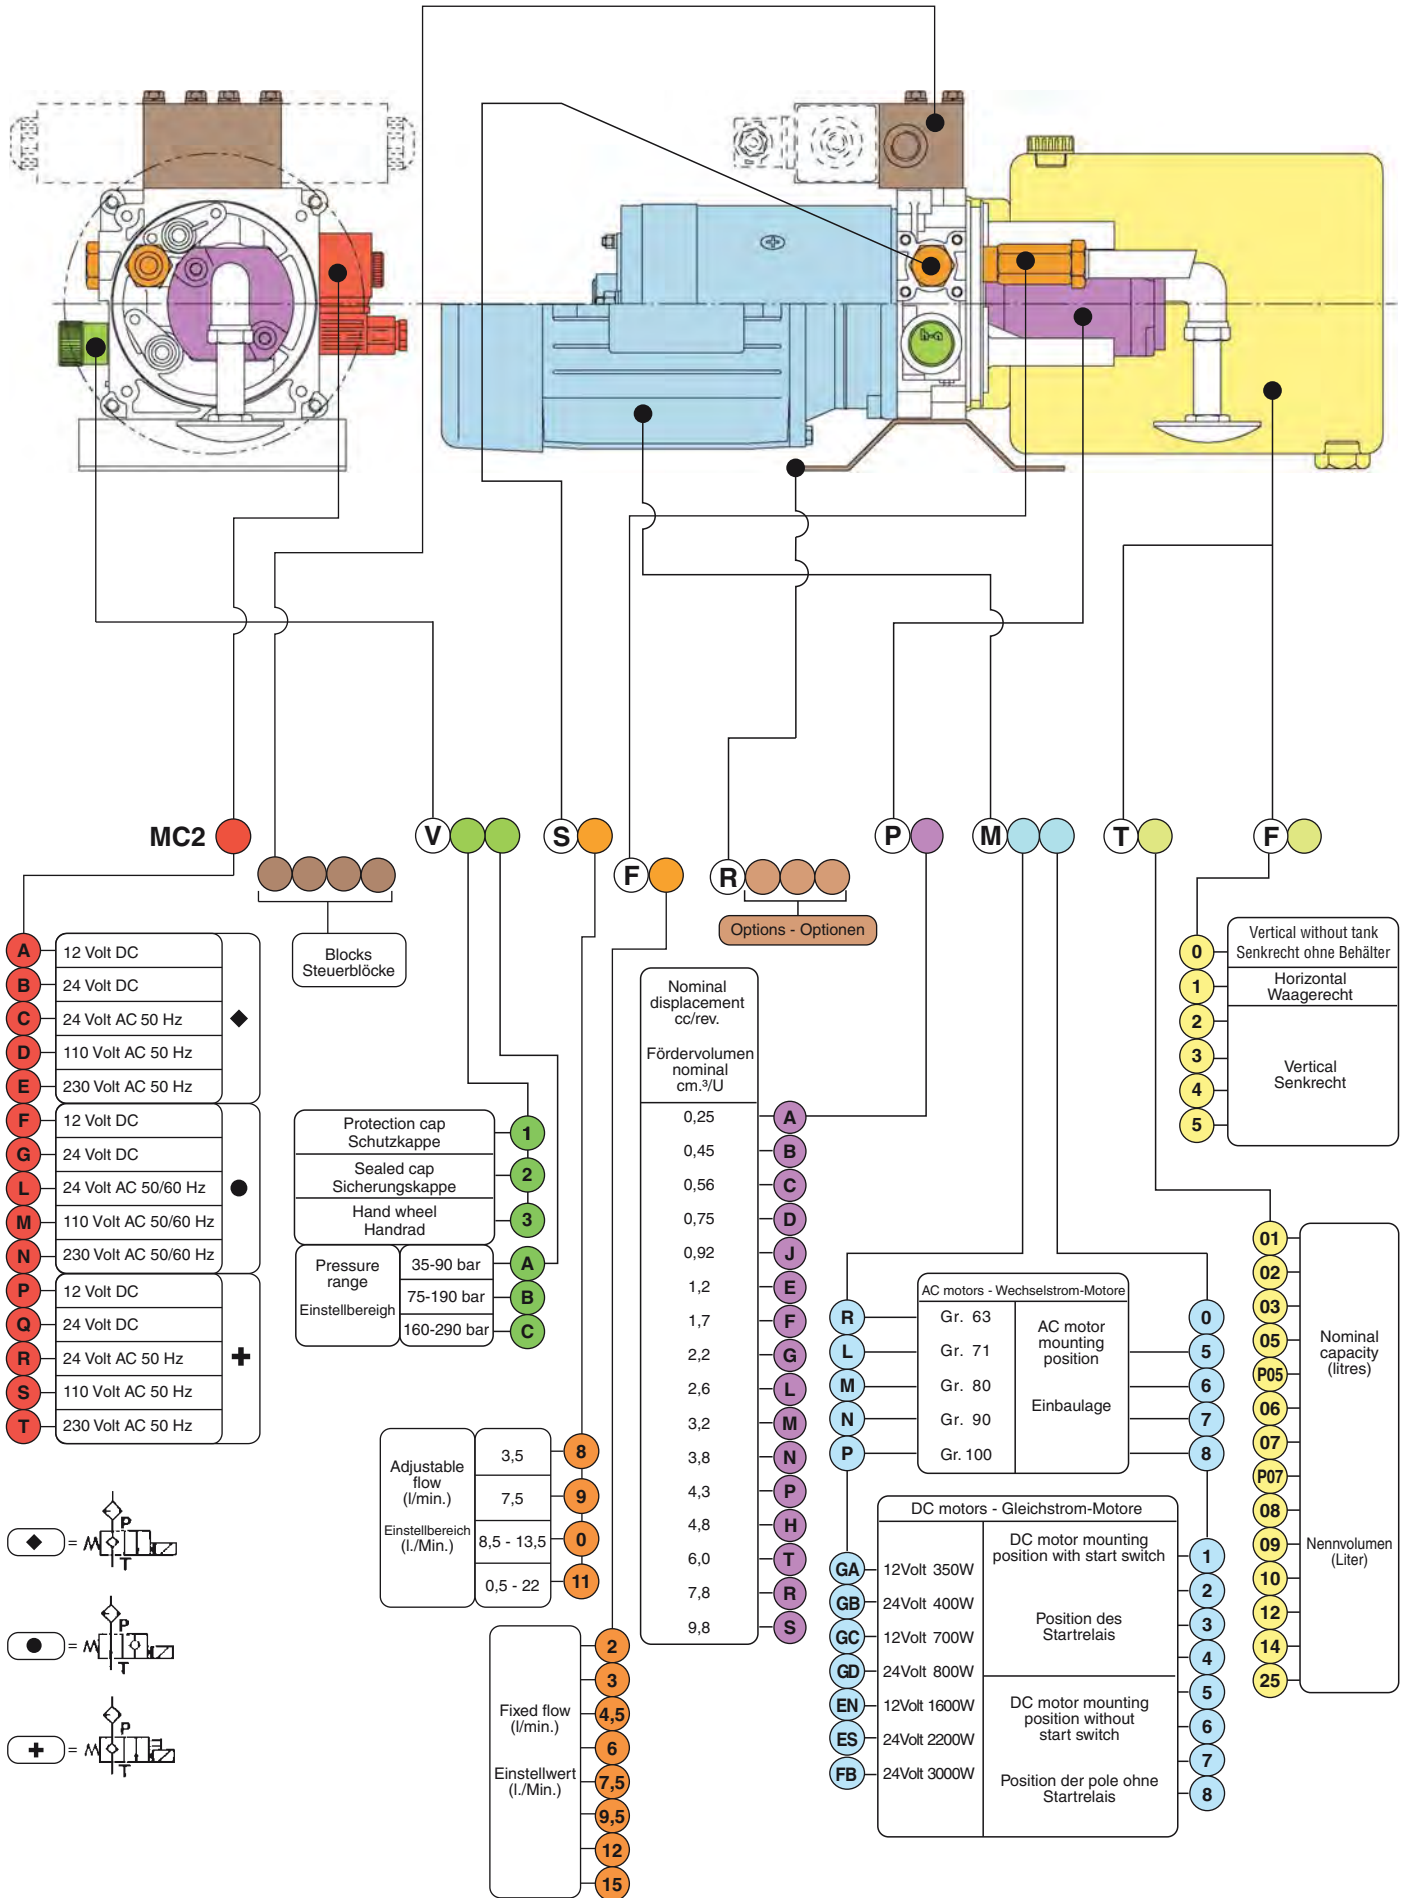 MC2
V
S
F
R
P
M
T
F
Blocks
Steuerblöcke
Options - Optionen
A 12 Volt DC
B 24 Volt DC
C 24 Volt AC 50 Hz
D 110 Volt AC 50 Hz
E 230 Volt AC 50 Hz
F 12 Volt DC
G 24 Volt DC
L 24 Volt AC 50/60 Hz
M 110 Volt AC 50/60 Hz
N 230 Volt AC 50/60 Hz
P 12 Volt DC
Q 24 Volt DC
R 24 Volt AC 50 Hz
S 110 Volt AC 50 Hz
T 230 Volt AC 50 Hz
P
T
P
T
P
T
Protection cap
Schutzkappe
1
Sealed cap
Sicherungskappe
2
Hand wheel
Handrad
3
Pressure
range
Einstellbereigh
35-90 bar A
75-190 bar B
160-290 bar C
Adjustable
flow
(l/min.)
Einstellbereich
(l./Min.)
3,5 8
7,5 9
8,5 - 13,5 0
0,5 - 22 11
Fixed flow
(l/min.)
Einstellwert
(l./Min.)
2
3
4,5
6
7,5
9,5
12
15
Nominal
displacement
cc/rev.
Fördervolumen
nominal
cm.³/U
0,25 A
0,45 B
0,56 C
0,75 D
0,92 J
1,2 E
1,7 F
2,2 G
2,6 L
3,2 M
3,8 N
4,3 P
4,8 H
6,0 T
7,8 R
9,8 S
AC motors - Wechselstrom-Motore
R Gr. 63
L Gr. 71
M Gr. 80
N Gr. 90
P Gr. 100
AC motor
mounting
position
Einbaulage
0
5
6
7
8
DC motors - Gleichstrom-Motore
GA 12Volt 350W
GB 24Volt 400W
GC 12Volt 700W
GD 24Volt 800W
EN 12Volt 1600W
ES 24Volt 2200W
FB 24Volt 3000W
DC motor mounting
position with start switch
Position des
Startrelais
1
2
3
4
DC motor mounting
position without
start switch
Position der pole ohne
Startrelais
5
6
7
8
0 Vertical without tank
Senkrecht ohne Behälter
1 Horizontal
Waagerecht
2
3
4
5
Vertical
Senkrecht
01
02
03
05
P05
06
07
P07
08
09
10
12
14
25
Nominal
capacity
(litres)
Nennvolumen
(Liter)